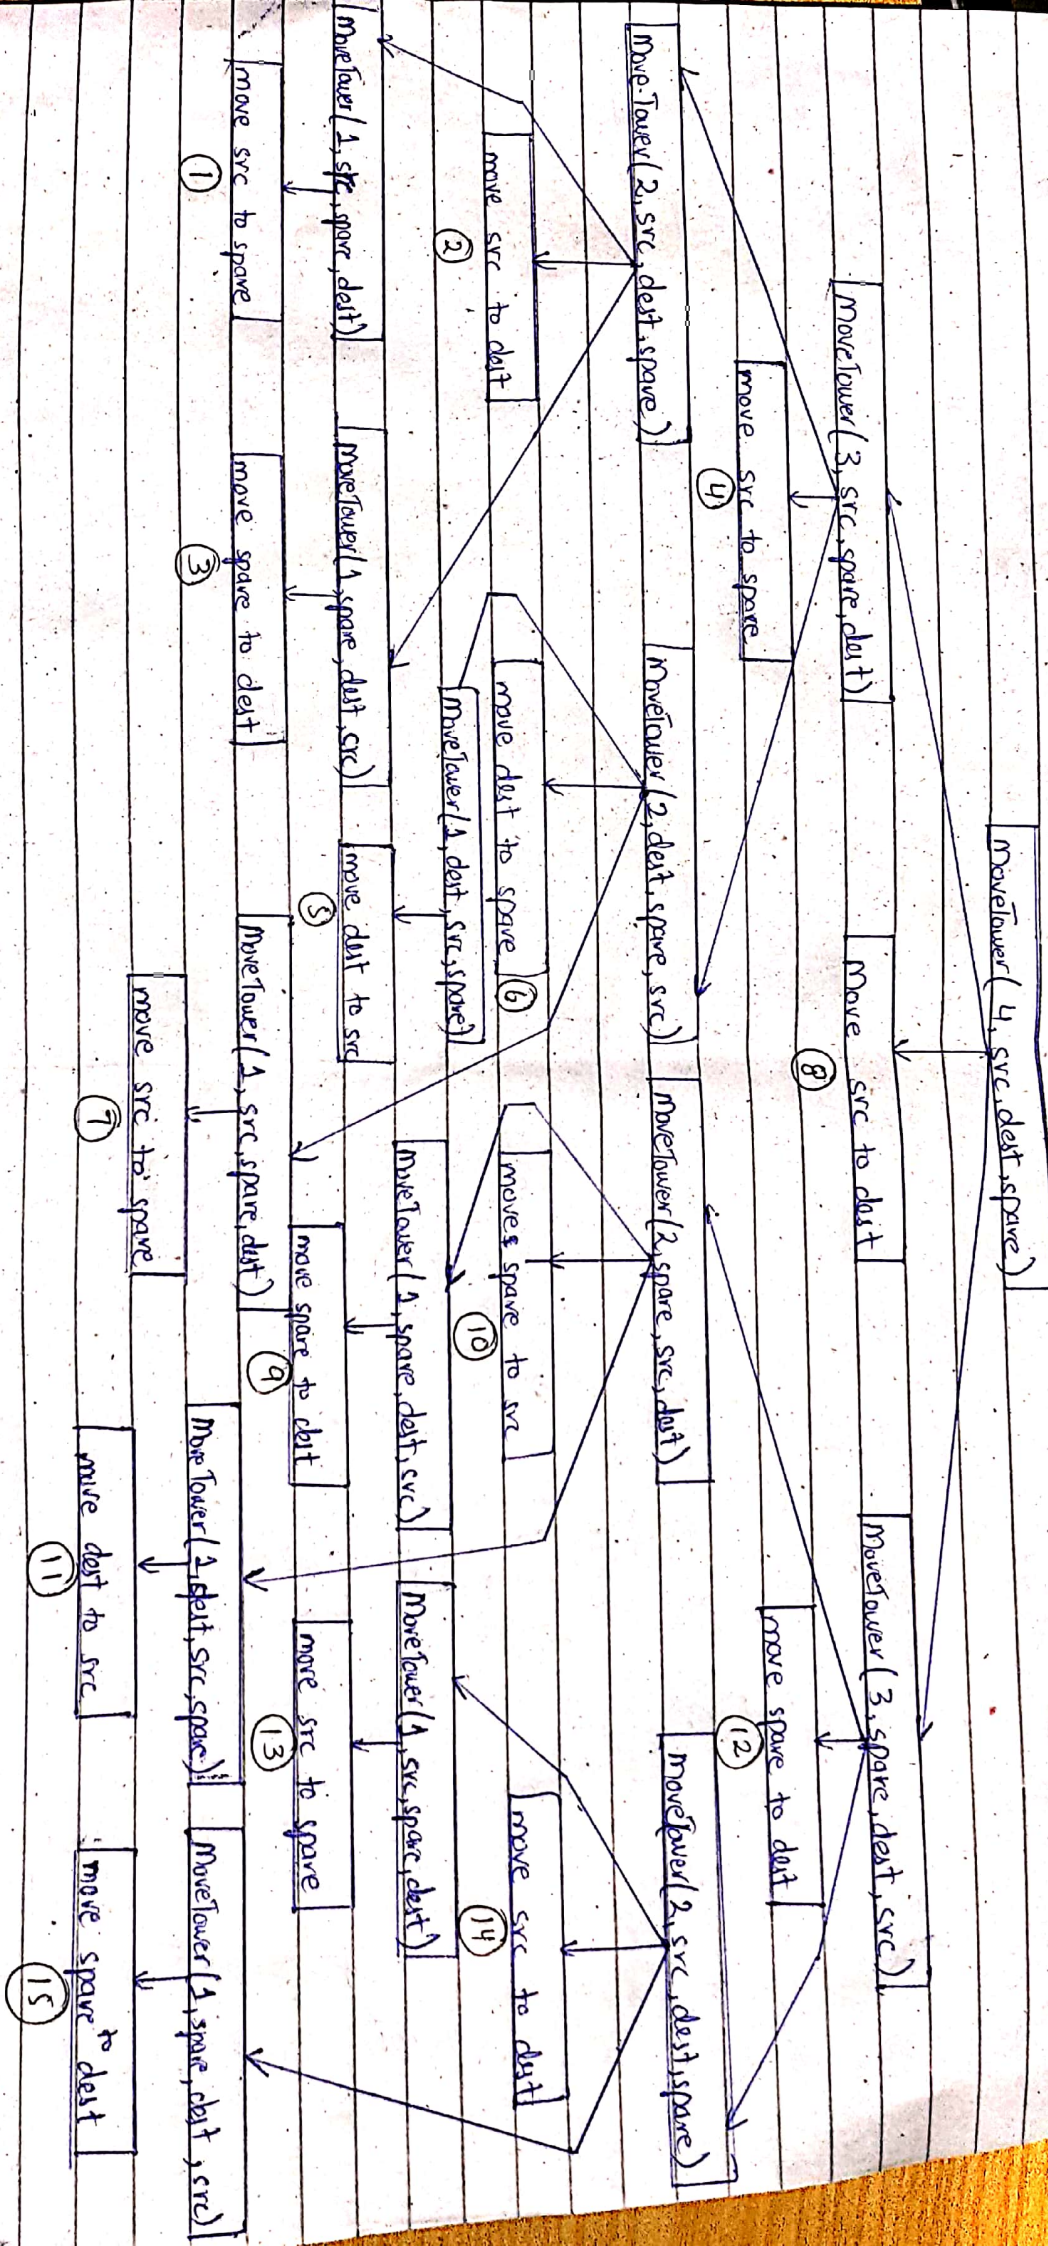 MoveTower(4, src, dest, spare)
MoveTower(3, src, spare, dest)
Move src to dest
8
MoveTower(3, spare, dest, src)
move src to spare
4
move spare to dest
12
MoveTower(2, src, dest, spare)
MoveTower(2, dest, spare, src)
MoveTower(2, spare, src, dest)
MoveTower(2, src, dest, spare)
move src to dest
2
move dest to spare
6
moves spare to src
10
move src to dest
14
MoveTower(1, src, spare, dest)
MoveTower(1, spare, dest, src)
MoveTower(1, dest, src, spare)
MoveTower(1, spare, dest, src)
MoveTower(1, src, spare, dest)
move src to spare
1
move spare to dest
3
move dest to src
5
MoveTower(1, src, spare, dest)
move spare to dest
9
move src to spare
13
MoveTower(1, dest, src, spare)
MoveTower(1, spare, dest, src)
move src to spare
7
move dest to src
11
move spare to dest
15